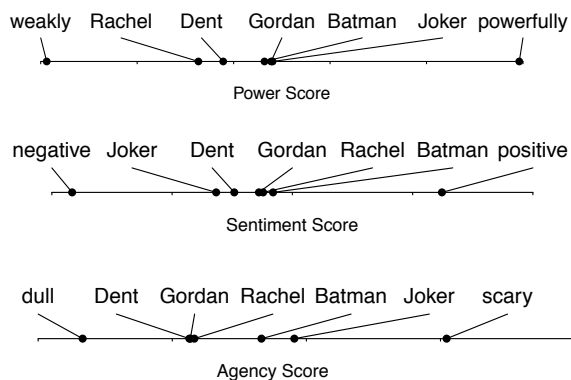 weakly Rachel Dent Gordan Batman Joker powerfully
Power Score
negative Joker Dent Gordan Rachel Batman positive
Sentiment Score
dull Dent Gordan Rachel Batman Joker scary
Agency Score